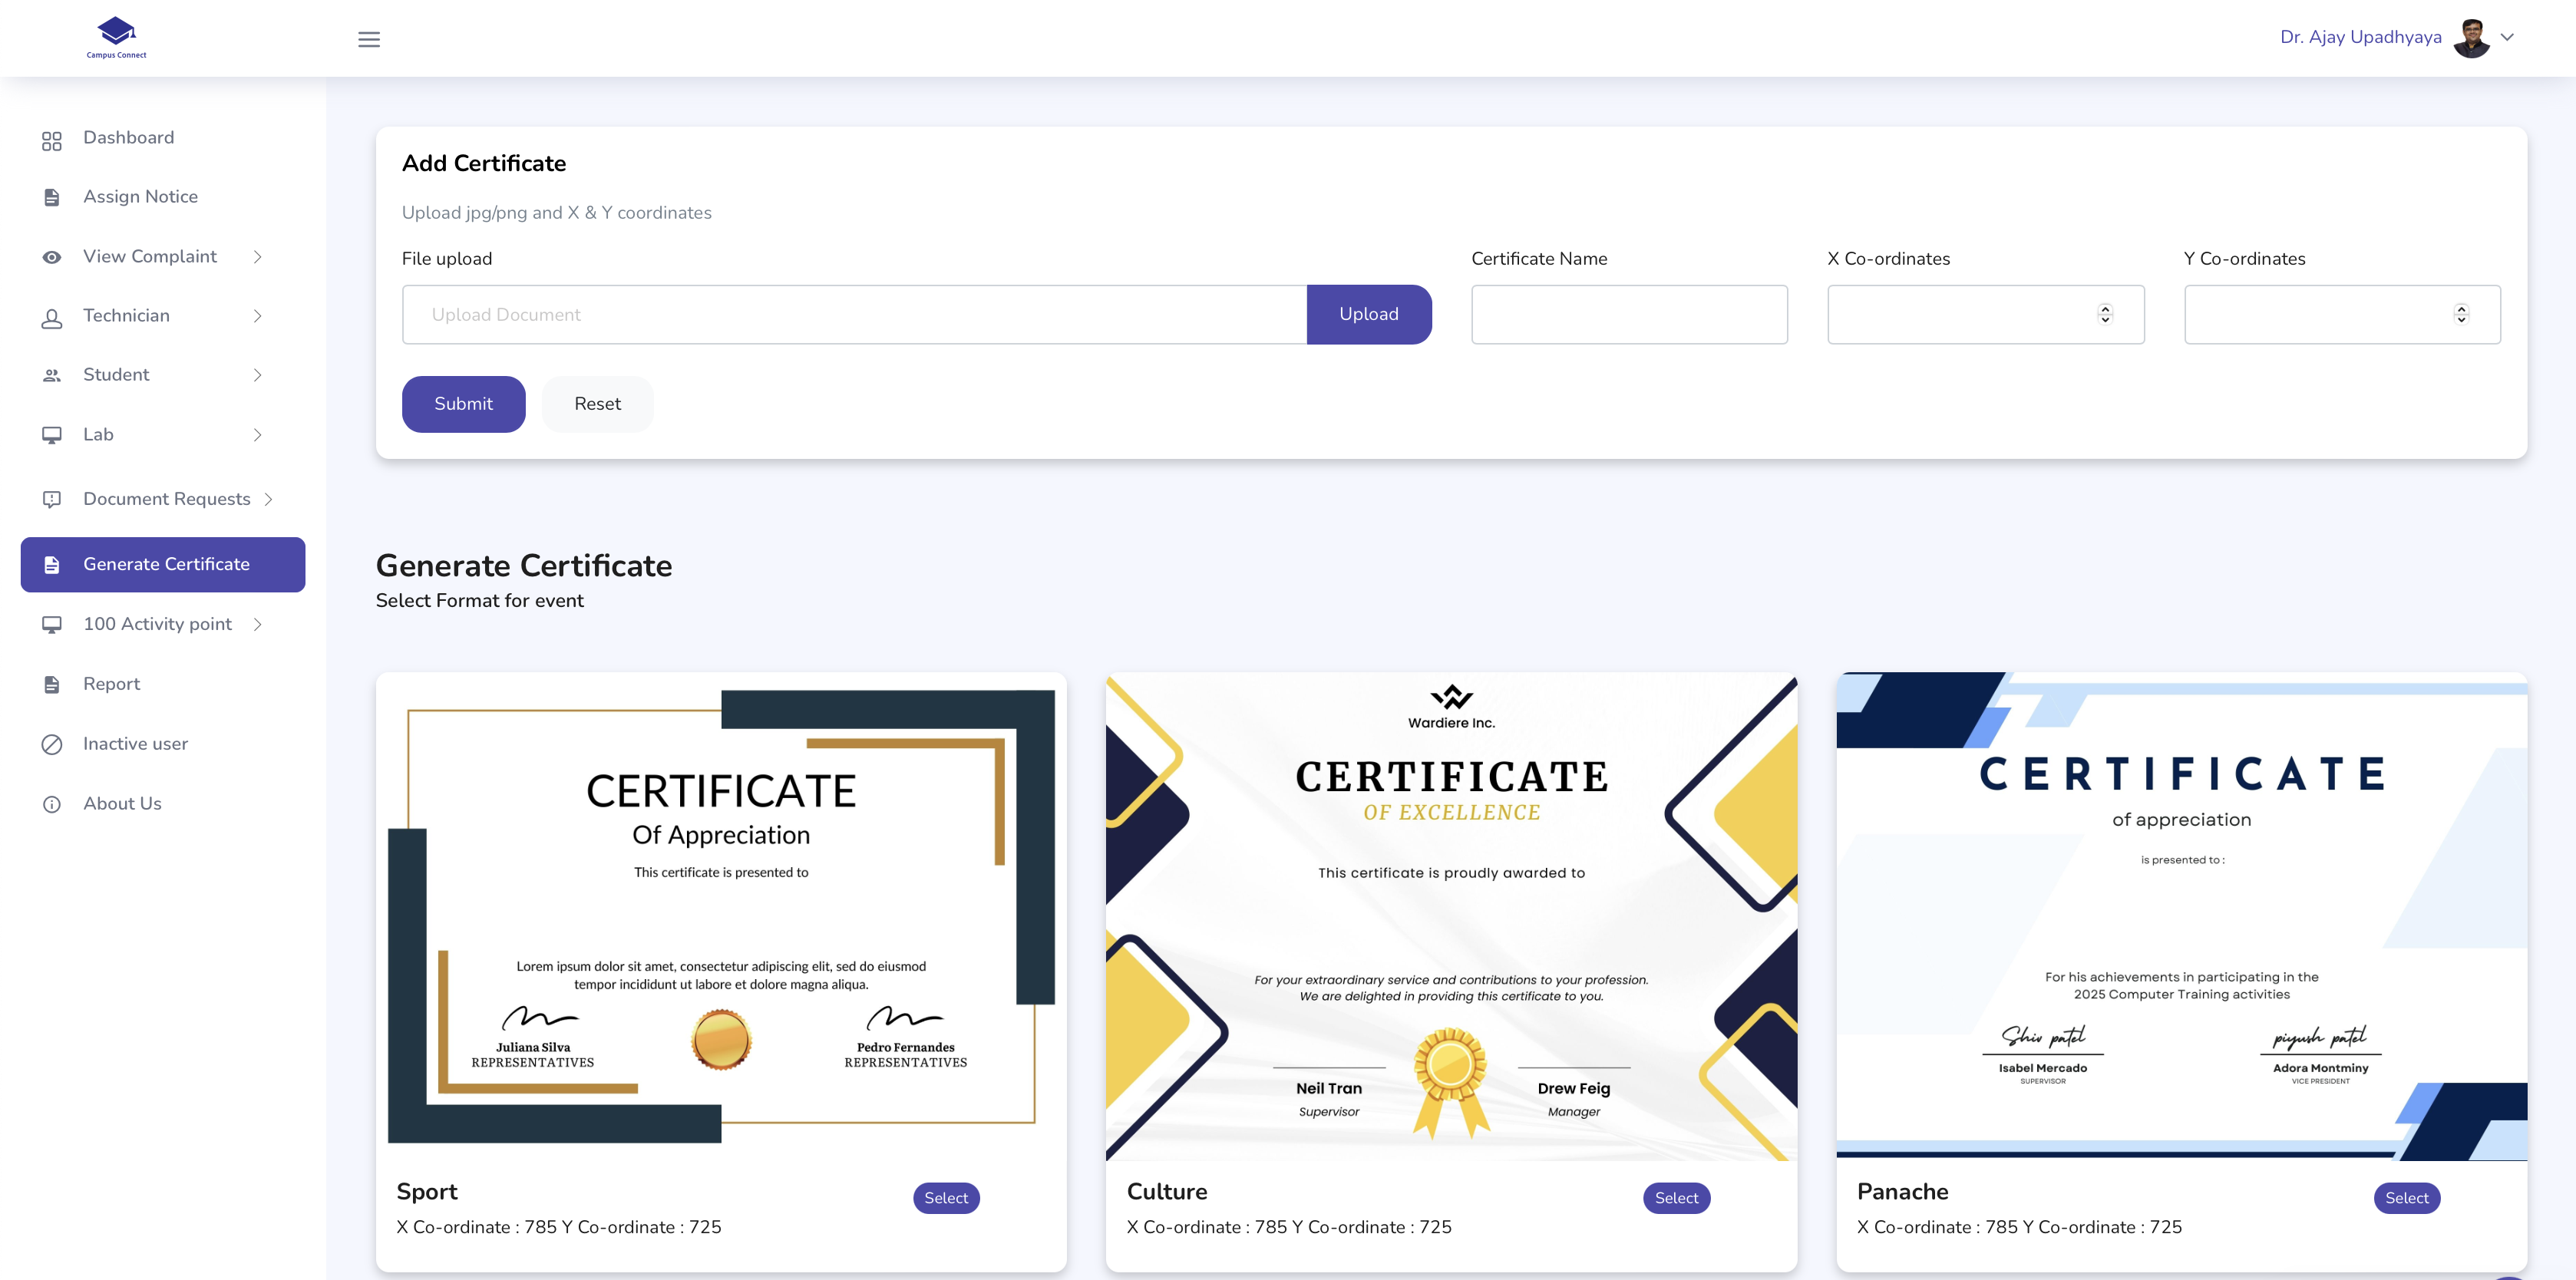 Campus Connect
Dr. Ajay Upadhyaya
Dashboard
Assign Notice
View Complaint
Technician
Student
Lab
Document Requests
Generate Certificate
100 Activity point
Report
Inactive user
About Us
Add Certificate
Upload jpg/png and X & Y coordinates
File upload
Certificate Name
X Co-ordinates
Y Co-ordinates
Upload Document
Upload
Submit
Reset
Generate Certificate
Select Format for event
CERTIFICATE
Of Appreciation
This certificate is presented to
Lorem ipsum dolor sit amet, consectetur adipiscing elit, sed do eiusmod
tempor incididunt ut labore et dolore magna aliqua.
Juliana Silva
REPRESENTATIVES
Pedro Fernandes
REPRESENTATIVES
Sport
Select
X Co-ordinate : 785 Y Co-ordinate : 725
Wardiere Inc.
CERTIFICATE
OF EXCELLENCE
This certificate is proudly awarded to
For your extraordinary service and contributions to your profession.
We are delighted in providing this certificate to you.
Neil Tran
Supervisor
Drew Feig
Manager
Culture
Select
X Co-ordinate : 785 Y Co-ordinate : 725
CERTIFICATE
of appreciation
is presented to :
For his achievements in participating in the
2025 Computer Training activities
Shiv patel
Isabel Mercado
SUPERVISOR
piyush patel
Adora Montminy
VICE PRESIDENT
Panache
Select
X Co-ordinate : 785 Y Co-ordinate : 725